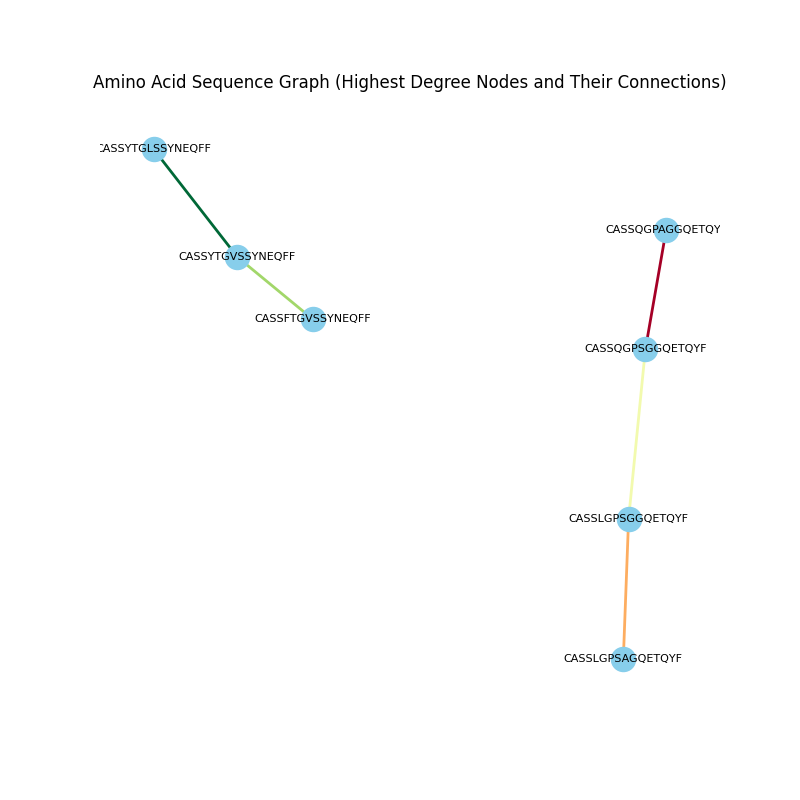 Amino Acid Sequence Graph (Highest Degree Nodes and Their Connections)
CASSYTGLSSYNEQFF
CASSQGPAGGQETQY
CASSYTGVSSYNEQFF
CASSFTGVSSYNEQFF
CASSQGPSGGQETQYF
CASSLGPSGGQETQYF
CASSLGPSAGQETQYF